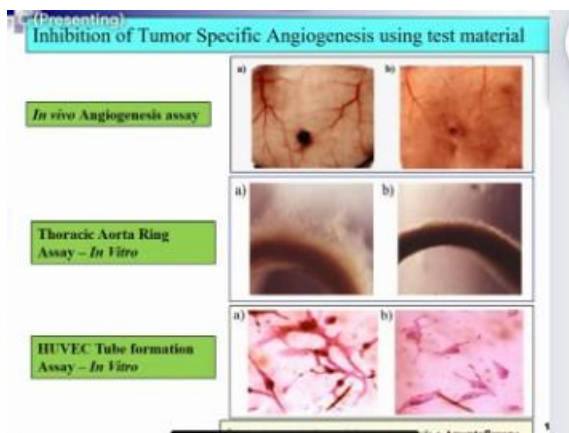 (Presenting)
Inhibition of Tumor Specific Angiogenesis using test material
a) b)
In vivo Angiogenesis assay
a) b)
Thoracic Aorta Ring
Assay – In Vitro
a) b)
HUVEC Tube formation
Assay – In Vitro